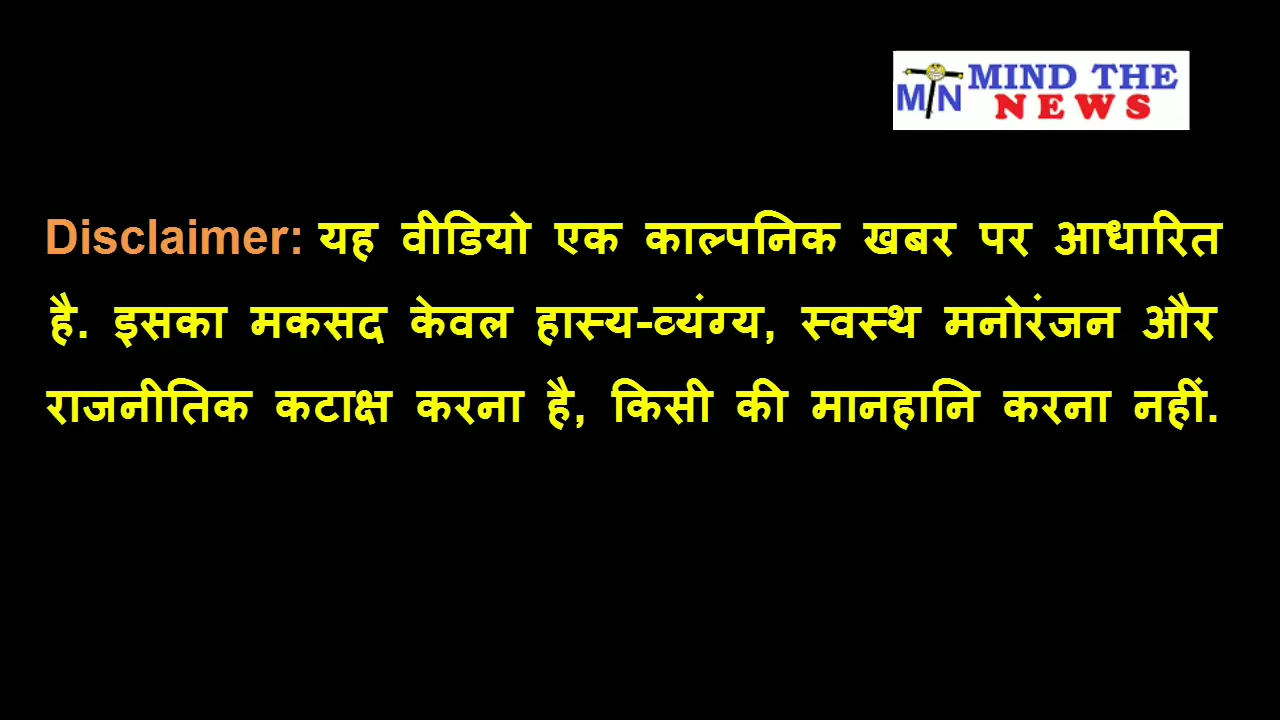 MTN MIND THE
NEWS
Disclaimer: यह वीडियो एक काल्पनिक खबर पर आधारित
है. इसका मकसद केवल हास्य-व्यंग्य, स्वस्थ मनोरंजन और
राजनीतिक कटाक्ष करना है, किसी की मानहानि करना नहीं.